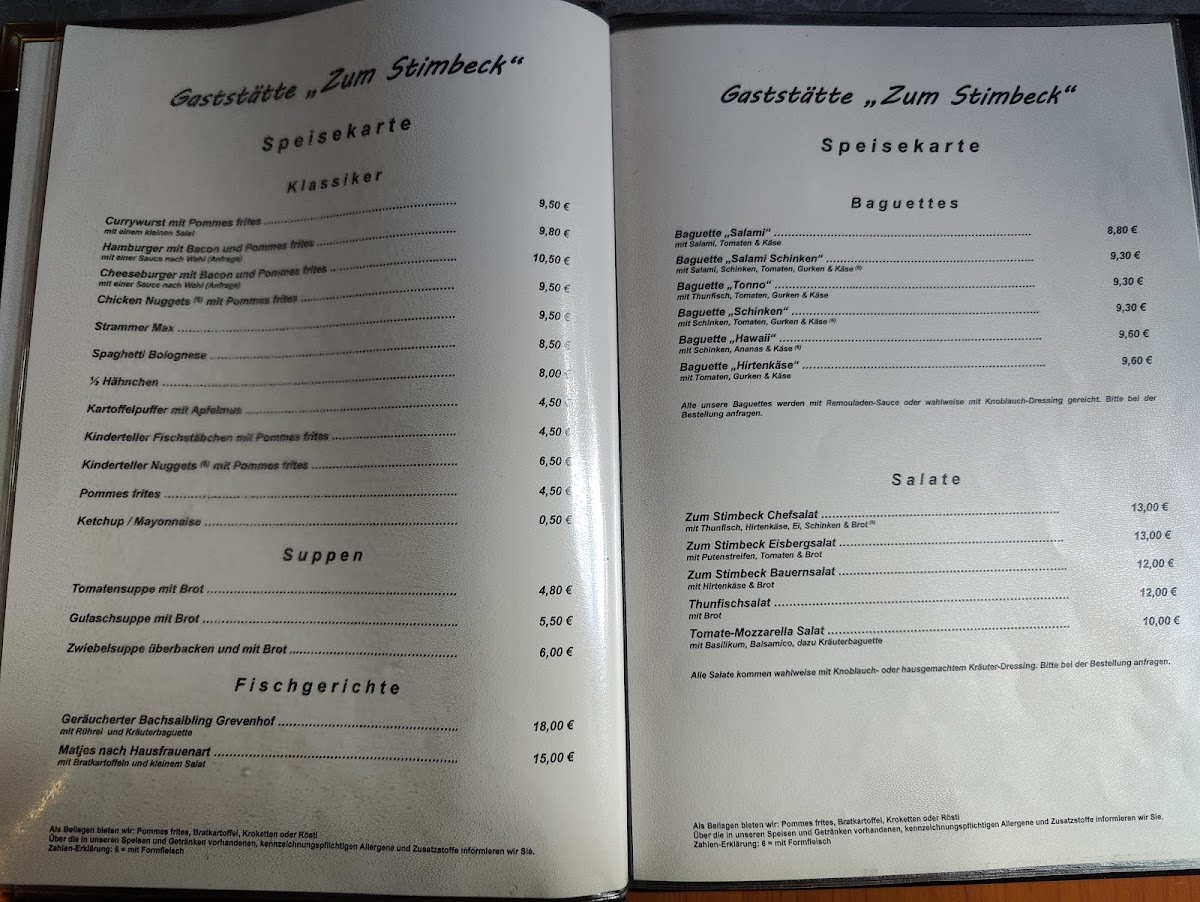 Gaststätte „Zum Stimbeck“
Speisekarte
Klassiker
Currywurst mit Pommes frites ........ 9,50 €
mit einem kleinen Salat
Hamburger mit Bacon und Pommes frites ........ 9,80 €
mit einer Sauce nach Wahl (Anfrage)
Cheeseburger mit Bacon und Pommes frites ........ 10,50 €
mit einer Sauce nach Wahl (Anfrage)
Chicken Nuggets (6) mit Pommes frites ........ 9,50 €
Strammer Max ........ 9,50 €
Spaghetti Bolognese ........ 8,50 €
½ Hähnchen ........ 8,00
Kartoffelpuffer mit Apfelmus ........ 4,50 €
Kinderteller Fischstäbchen mit Pommes frites ........ 4,50 €
Kinderteller Nuggets (6) mit Pommes frites ........ 6,50 €
Pommes frites ........ 4,50 €
Ketchup / Mayonnaise ........ 0,50 €
Suppen
Tomatensuppe mit Brot ........ 4,80 €
Gulaschsuppe mit Brot ........ 5,50 €
Zwiebelsuppe überbacken und mit Brot ........ 6,00 €
Fischgerichte
Geräucherter Bachsaibling Grevenhof ........ 18,00 €
mit Rührei und Kräuterbaguette
Matjes nach Hausfrauenart ........ 15,00 €
mit Bratkartoffeln und kleinem Salat
Als Beilagen bieten wir: Pommes frites, Bratkartoffel, Kroketten oder Rösti
Über die in unseren Speisen und Getränken vorhandenen, kennzeichnungspflichtigen Allergene und Zusatzstoffe informieren wir Sie.
Zahlen-Erklärung: 6 = mit Formfleisch
Gaststätte „Zum Stimbeck“
Speisekarte
Baguettes
Baguette „Salami“ ........ 8,80 €
mit Salami, Tomaten & Käse
Baguette „Salami Schinken“ ........ 9,30 €
mit Salami, Schinken, Tomaten, Gurken & Käse (6)
Baguette „Tonno“ ........ 9,30 €
mit Thunfisch, Tomaten, Gurken & Käse
Baguette „Schinken“ ........ 9,30 €
mit Schinken, Tomaten, Gurken & Käse (6)
Baguette „Hawaii“ ........ 9,60 €
mit Schinken, Ananas & Käse (6)
Baguette „Hirtenkäse“ ........ 9,60 €
mit Tomaten, Gurken & Käse
Alle unsere Baguettes werden mit Remouladen-Sauce oder wahlweise mit Knoblauch-Dressing gereicht. Bitte bei der
Bestellung anfragen.
Salate
Zum Stimbeck Chefsalat ........ 13,00 €
mit Thunfisch, Hirtenkäse, Ei, Schinken & Brot (6)
Zum Stimbeck Eisbergsalat ........ 13,00 €
mit Putenstreifen, Tomaten & Brot
Zum Stimbeck Bauernsalat ........ 12,00 €
mit Hirtenkäse & Brot
Thunfischsalat ........ 12,00 €
mit Brot
Tomate-Mozzarella Salat ........ 10,00 €
mit Basilikum, Balsamico, dazu Kräuterbaguette
Alle Salate kommen wahlweise mit Knoblauch- oder hausgemachtem Kräuter-Dressing. Bitte bei der Bestellung anfragen.
Als Beilagen bieten wir: Pommes frites, Bratkartoffel, Kroketten oder Rösti
Über die in unseren Speisen und Getränken vorhandenen, kennzeichnungspflichtigen Allergene und Zusatzstoffe informieren wir Sie.
Zahlen-Erklärung: 6 = mit Formfleisch